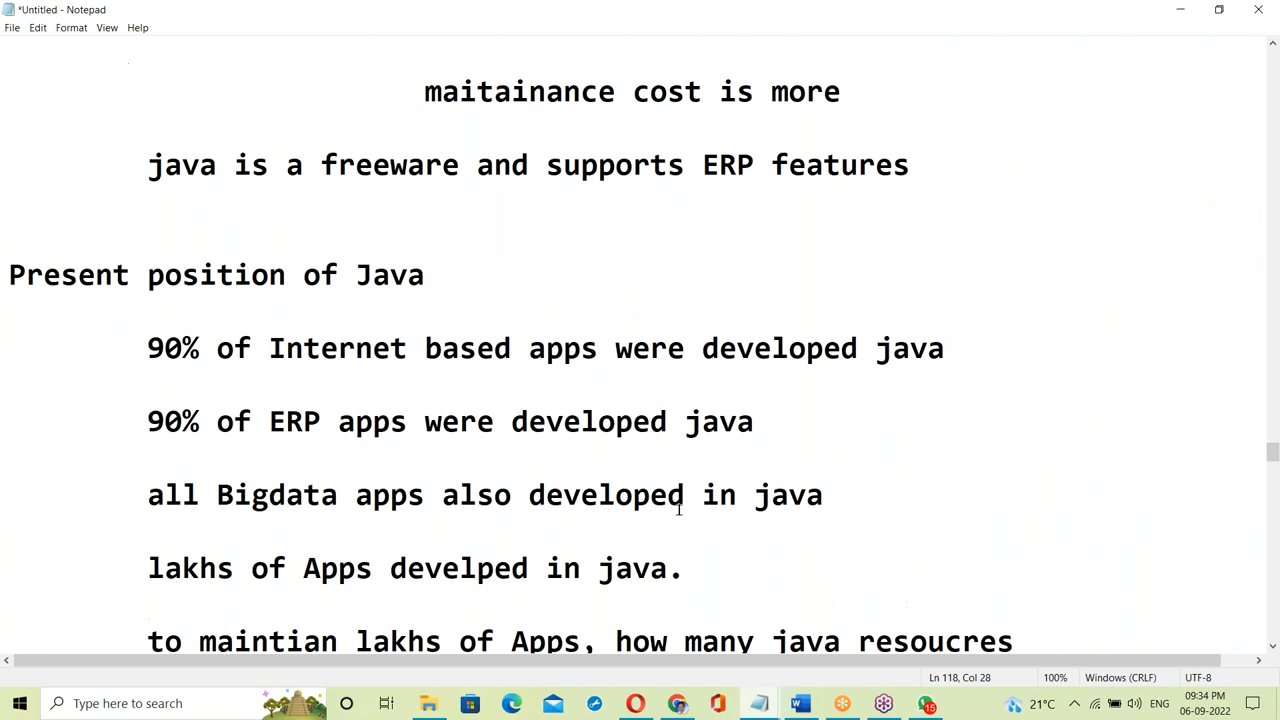 *Untitled - Notepad
File Edit Format View Help
maitainance cost is more
java is a freeware and supports ERP features
Present position of Java
90% of Internet based apps were developed java
90% of ERP apps were developed java
all Bigdata apps also developed in java
lakhs of Apps develped in java.
to maintian lakhs of Apps, how many java resoucres
Ln 118, Col 28 100% Windows (CRLF) UTF-8
Type here to search
15
21°C ENG
09:34 PM
06-09-2022